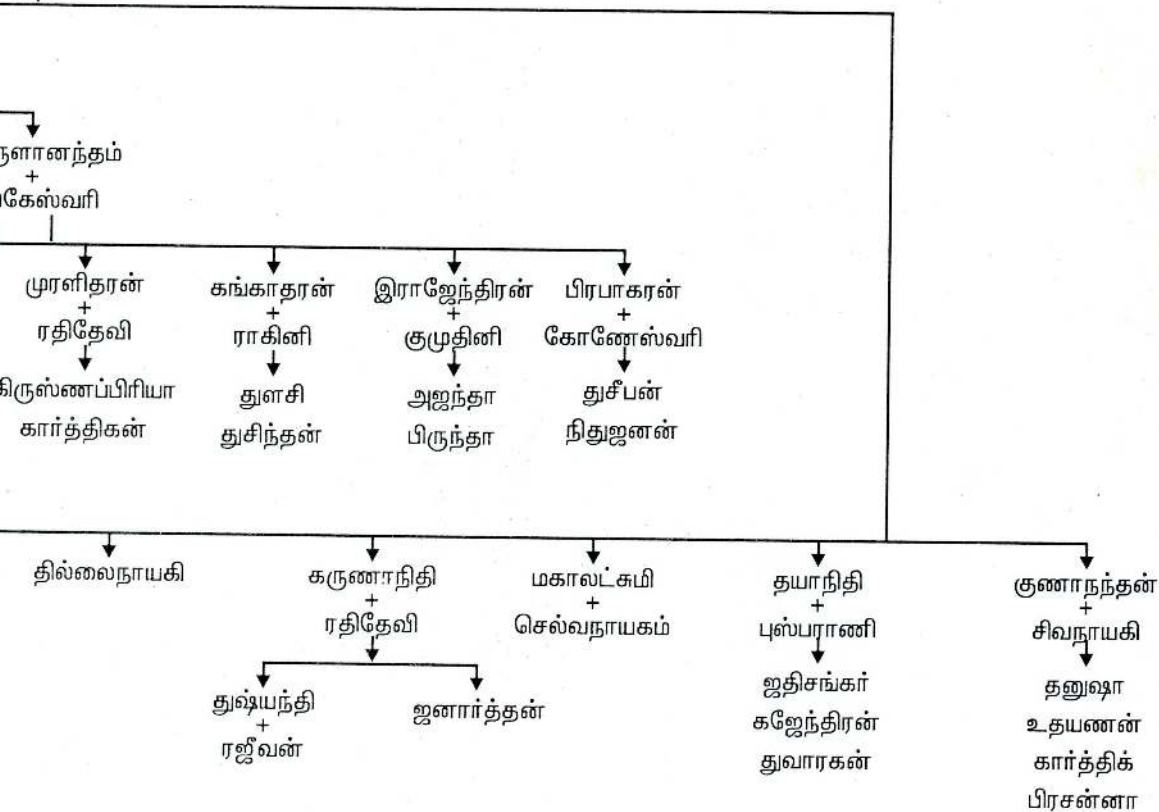 ருளானந்தம்
+
கேஸ்வரி
முரளிதரன்
+
ரதிதேவி
கிருஸ்ணப்பிரியா
கார்த்திகன்
கங்காதரன்
+
ராகினி
துளசி
துசிந்தன்
இராஜேந்திரன்
+
குமுதினி
அஜந்தா
பிருந்தா
பிரபாகரன்
+
கோணேஸ்வரி
துசீபன்
நிதுஜனன்
தில்லைநாயகி
கருணாநிதி
+
ரதிதேவி
துஷ்யந்தி
+
ரஜீவன்
ஜனார்த்தன்
மகாலட்சுமி
+
செல்வநாயகம்
தயாநிதி
+
புஸ்பராணி
ஜதிசங்கர்
கஜேந்திரன்
துவாரகன்
குணாநந்தன்
+
சிவநாயகி
தனுஷா
உதயணன்
கார்த்திக்
பிரசன்னா